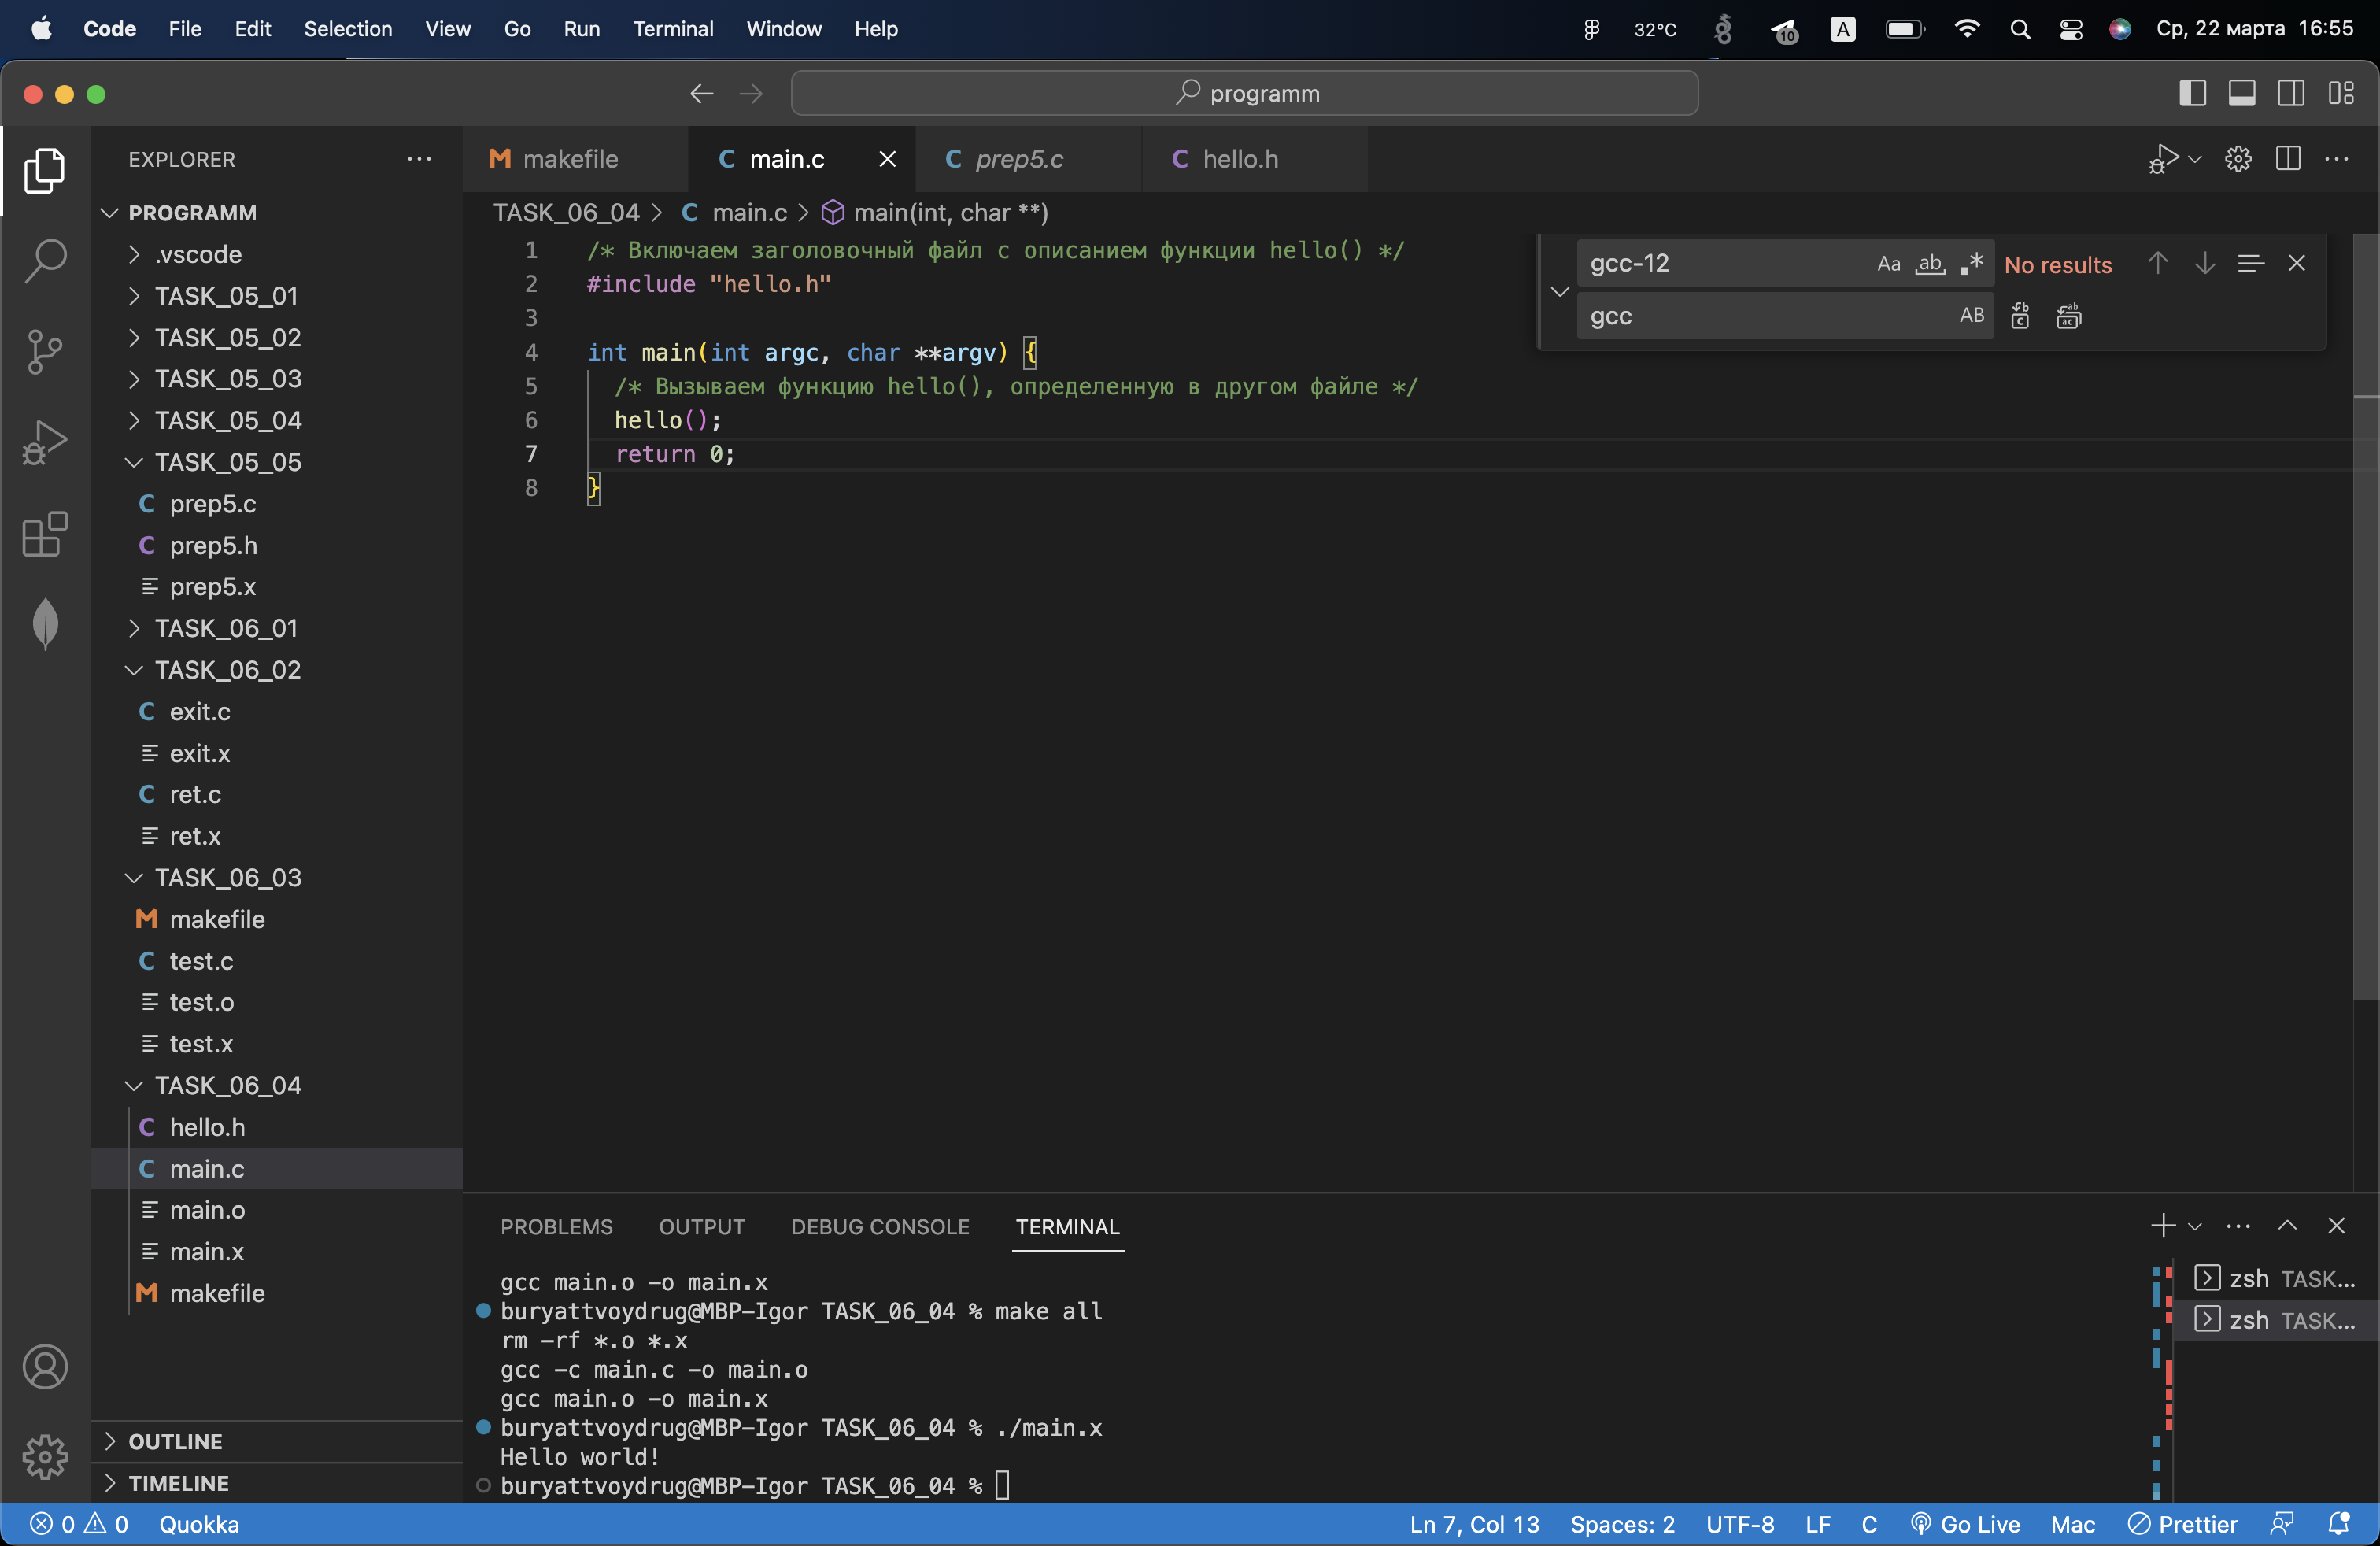 Code File Edit Selection View Go Run Terminal Window Help 32°C 10 A Ср, 22 марта 16:55
programm
EXPLORER
PROGRAMM
.vscode
TASK_05_01
TASK_05_02
TASK_05_03
TASK_05_04
TASK_05_05
C prep5.c
C prep5.h
prep5.x
TASK_06_01
TASK_06_02
C exit.c
exit.x
C ret.c
ret.x
TASK_06_03
M makefile
C test.c
test.o
test.x
TASK_06_04
C hello.h
C main.c
main.o
main.x
M makefile
OUTLINE
TIMELINE
M makefile C main.c C prep5.c C hello.h
TASK_06_04 > C main.c > main(int, char **)
1 /* Включаем заголовочный файл с описанием функции hello() */
2 #include "hello.h"
3
4 int main(int argc, char **argv) {
5 /* Вызываем функцию hello(), определенную в другом файле */
6 hello();
7 return 0;
8 }
gcc-12 Aa ab .* No results
gcc AB
PROBLEMS OUTPUT DEBUG CONSOLE TERMINAL
gcc main.o -o main.x
buryattvoydrug@MBP-Igor TASK_06_04 % make all
rm -rf *.o *.x
gcc -c main.c -o main.o
gcc main.o -o main.x
buryattvoydrug@MBP-Igor TASK_06_04 % ./main.x
Hello world!
buryattvoydrug@MBP-Igor TASK_06_04 %
zsh TASK...
zsh TASK...
0 0 Quokka Ln 7, Col 13 Spaces: 2 UTF-8 LF C Go Live Mac Prettier